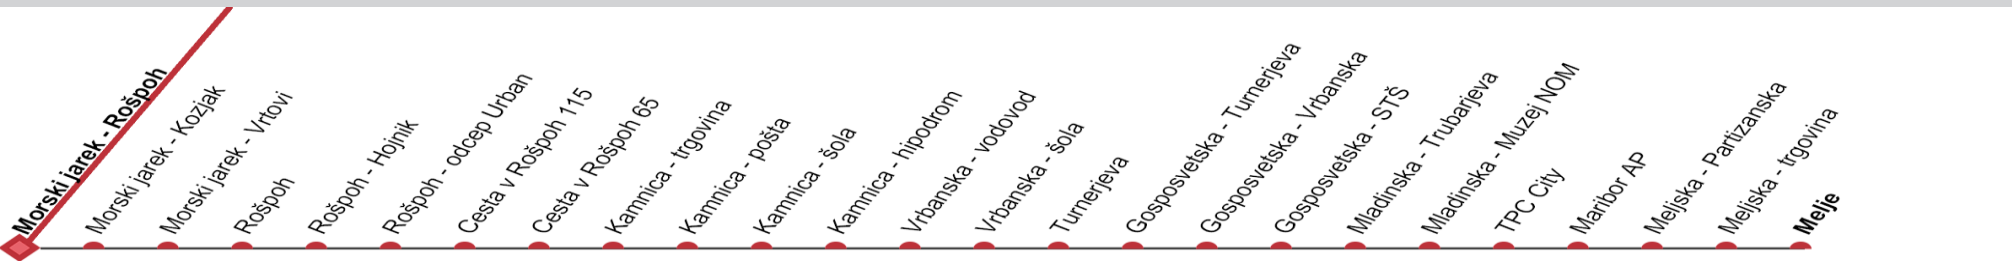 Morski jarek - Rošpoh
Morski jarek - Kozjak
Morski jarek - Vrtovi
Rošpoh
Rošpoh - Hojnik
Rošpoh - odcep Urban
Cesta v Rošpoh 115
Cesta v Rošpoh 65
Kamnica - trgovina
Kamnica - pošta
Kamnica - šola
Kamnica - hipodrom
Vrbanska - vodovod
Vrbanska - šola
Turnerjeva
Gosposvetska - Turnerjeva
Gosposvetska - Vrbanska
Gosposvetska - STŠ
Mladinska - Trubarjeva
Mladinska - Muzej NOM
TPC City
Maribor AP
Meljska - Partizanska
Meljska - trgovina
Melje